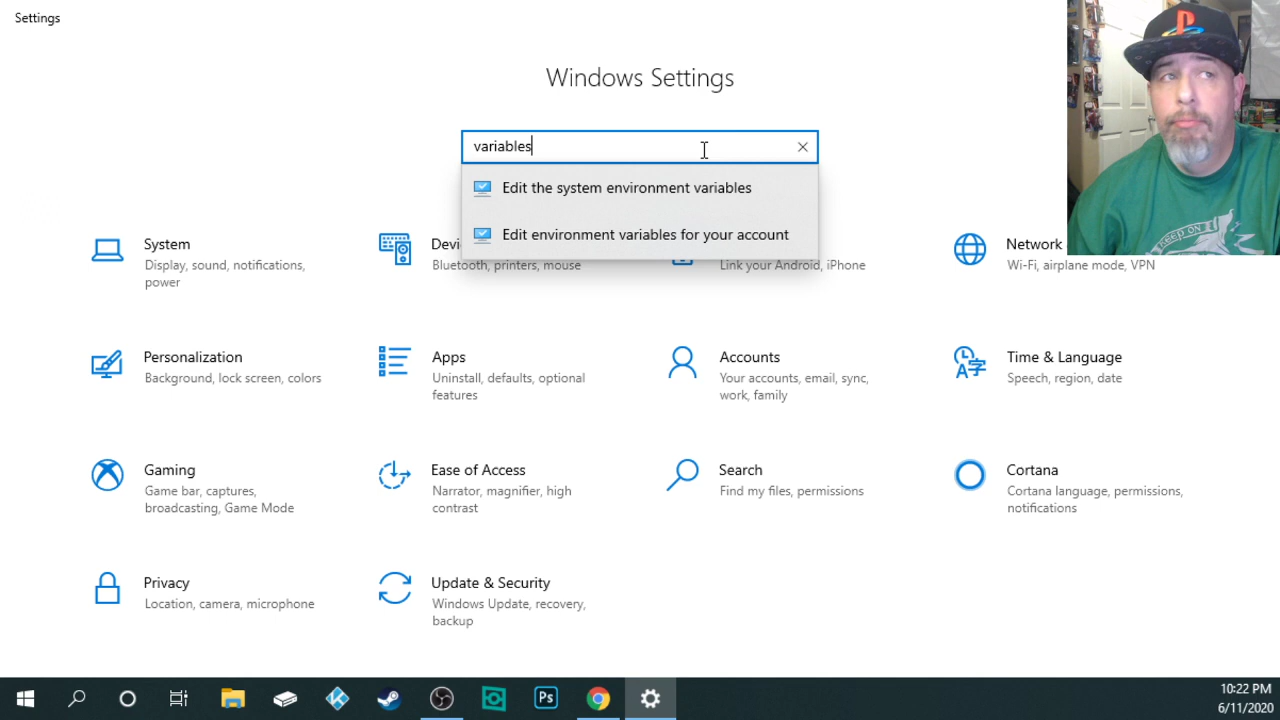 Settings
Windows Settings
variables
Edit the system environment variables
Edit environment variables for your account
System
Display, sound, notifications,
power
Devi
Bluetooth, printers, mouse
Link your Android, iPhone
Network
Wi-Fi, airplane mode, VPN
Personalization
Background, lock screen, colors
Apps
Uninstall, defaults, optional
features
Accounts
Your accounts, email, sync,
work, family
Time & Language
Speech, region, date
Gaming
Game bar, captures,
broadcasting, Game Mode
Ease of Access
Narrator, magnifier, high
contrast
Search
Find my files, permissions
Cortana
Cortana language, permissions,
notifications
Privacy
Location, camera, microphone
Update & Security
Windows Update, recovery,
backup
KEEP ON
Ps
10:22 PM
6/11/2020